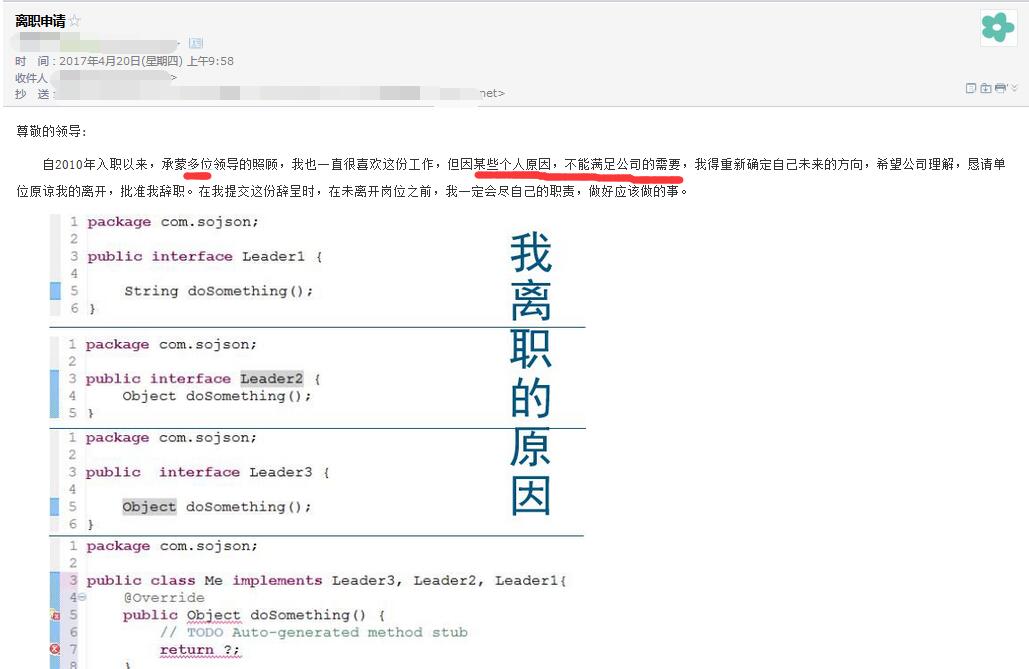 离职申请
时 间：2017年4月20日(星期四) 上午9:58
收件人
抄 送：net>
尊敬的领导：
自2010年入职以来，承蒙多位领导的照顾，我也一直很喜欢这份工作，但因某些个人原因，不能满足公司的需要，我得重新确定自己未来的方向，希望公司理解，恳请单
位原谅我的离开，批准我辞职。在我提交这份辞呈时，在未离开岗位之前，我一定会尽自己的职责，做好应该做的事。
1 package com.sojson;
2
3 public interface Leader1 {
4
5 String doSomething();
6 }
1 package com.sojson;
2
3 public interface Leader2 {
4 Object doSomething();
5 }
1 package com.sojson;
2
3 public  interface Leader3 {
4
5 Object doSomething();
6 }
1 package com.sojson;
2
3 public class Me implements Leader3, Leader2, Leader1{
4 @Override
5 public Object doSomething() {
6 // TODO Auto-generated method stub
7 return ?;
8 }
我离职的原因